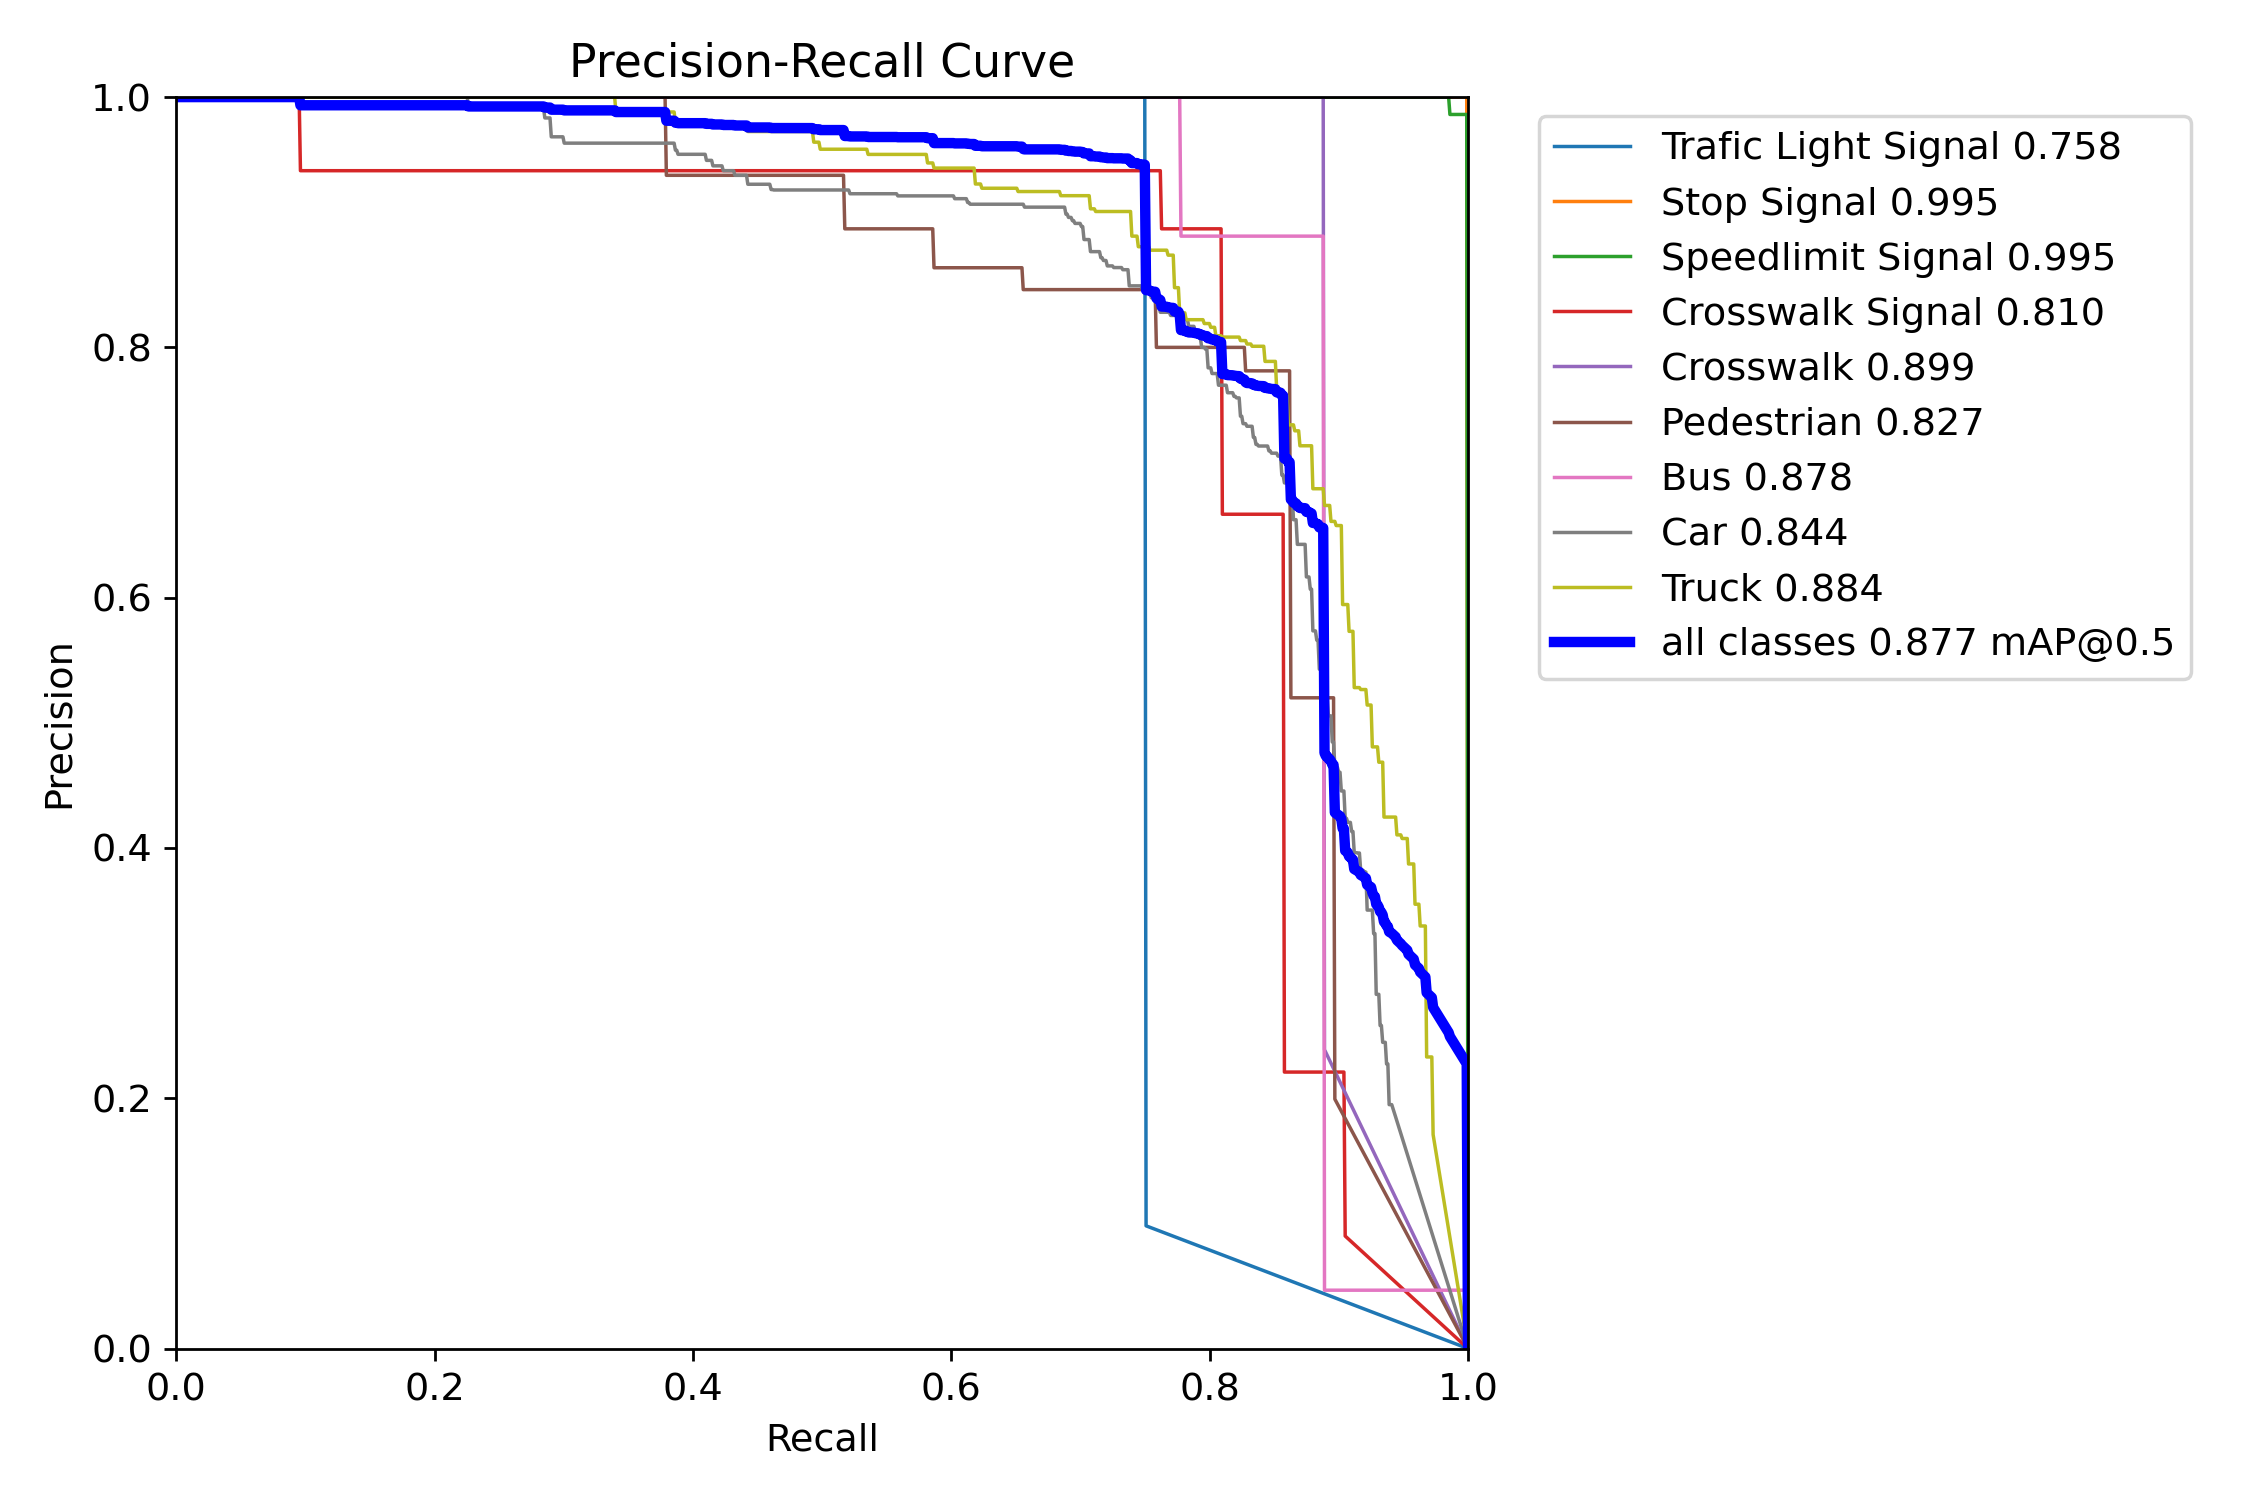 Precision-Recall Curve
1.0
0.8
0.6
0.4
0.2
0.0
Precision
0.0 0.2 0.4 0.6 0.8 1.0
Recall
Trafic Light Signal 0.758
Stop Signal 0.995
Speedlimit Signal 0.995
Crosswalk Signal 0.810
Crosswalk 0.899
Pedestrian 0.827
Bus 0.878
Car 0.844
Truck 0.884
all classes 0.877 mAP@0.5